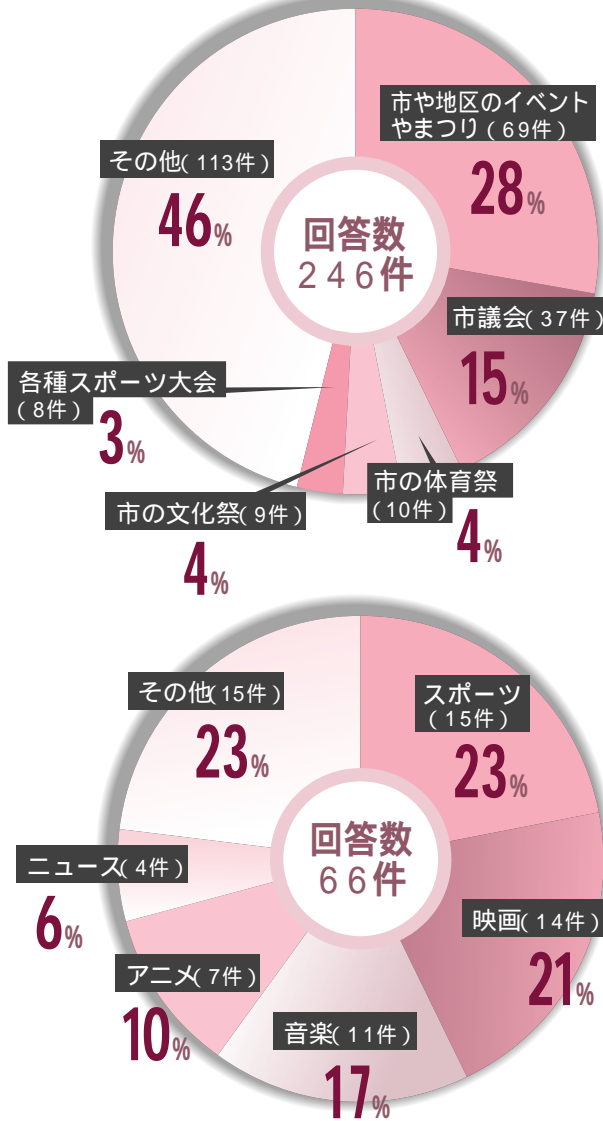 市や地区のイベント
やまつり(69件)
28%
その他(113件)
46%
回答数
246件
市議会(37件)
15%
各種スポーツ大会
(8件)
3%
市の体育祭
(10件)
4%
市の文化祭(9件)
4%
その他(15件)
23%
スポーツ
(15件)
23%
回答数
66件
ニュース(4件)
6%
映画(14件)
21%
アニメ(7件)
10%
音楽(11件)
17%